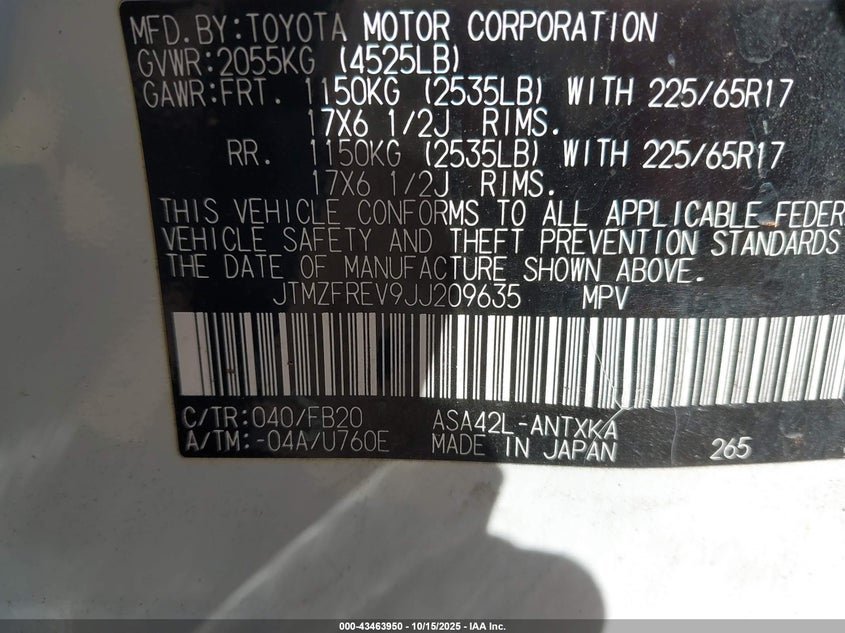 MFD. BY: TOYOTA MOTOR CORPORATION
GVWR: 2055KG (4525LB)
GAWR: FRT. 1150KG (2535LB) WITH 225/65R17
17X6 1/2J RIMS.
RR. 1150KG (2535LB) WITH 225/65R17
17X6 1/2J RIMS.
THIS VEHICLE CONFORMS TO ALL APPLICABLE FEDER
VEHICLE SAFETY AND THEFT PREVENTION STANDARDS
THE DATE OF MANUFACTURE SHOWN ABOVE.
JTMZFREV9JJ209635 MPV
C/TR: 040/FB20 ASA42L-ANTXKA
A/TM: -04A/U760E MADE IN JAPAN 265
000-43463950 - 10/15/2025 - IAA Inc.